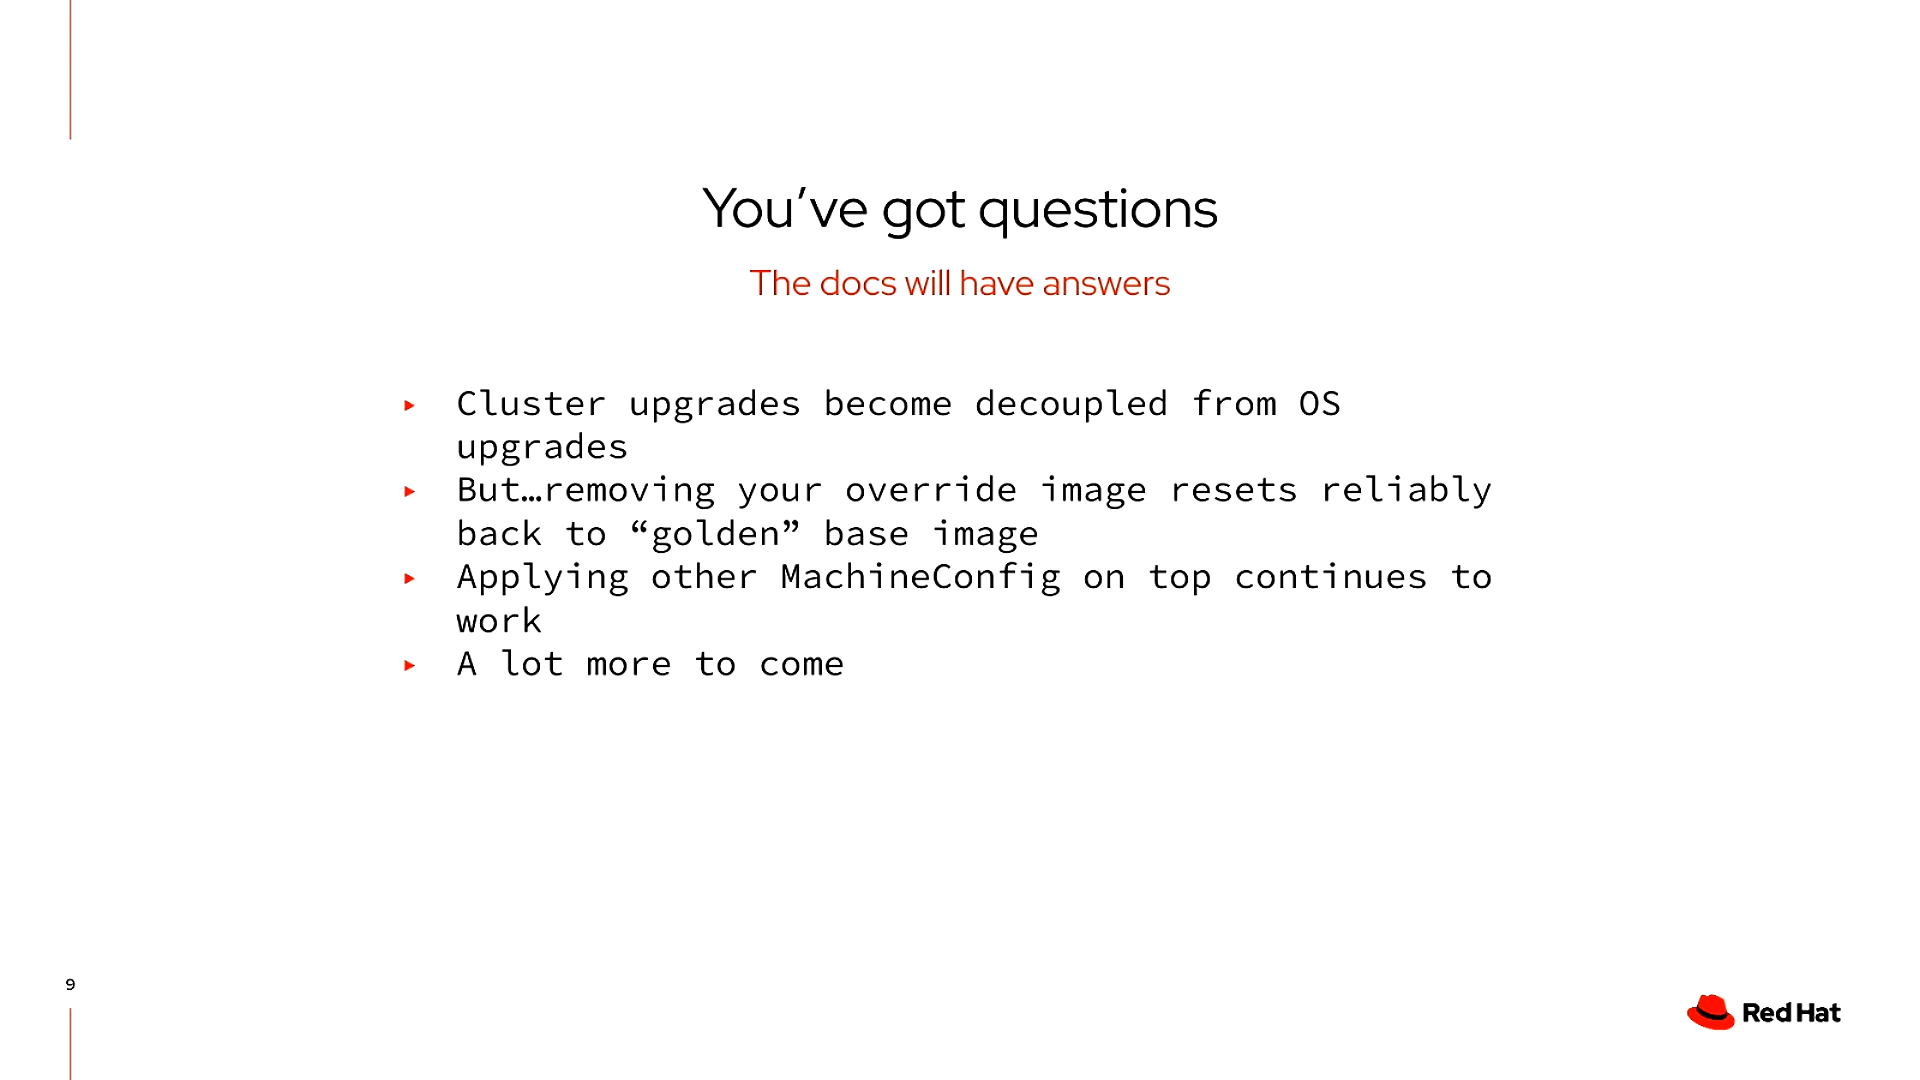 You’ve got questions
The docs will have answers
▸ Cluster upgrades become decoupled from OS
upgrades
▸ But…removing your override image resets reliably
back to “golden” base image
▸ Applying other MachineConfig on top continues to
work
▸ A lot more to come
9
Red Hat